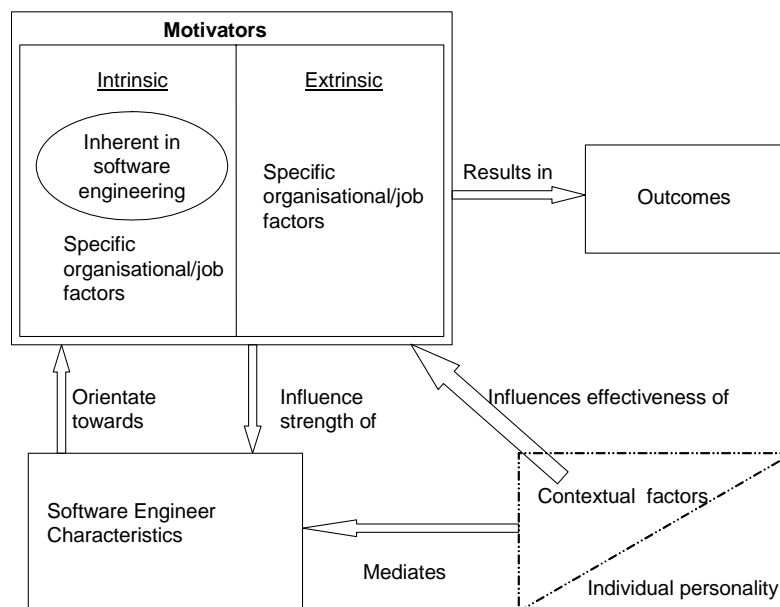 Motivators
Intrinsic
Inherent in
software
engineering
Specific
organisational/job
factors
Extrinsic
Specific
organisational/job
factors
Results in
Outcomes
Orientate
towards
Influence
strength of
Influences effectiveness of
Software Engineer
Characteristics
Mediates
Contextual factors
Individual personality